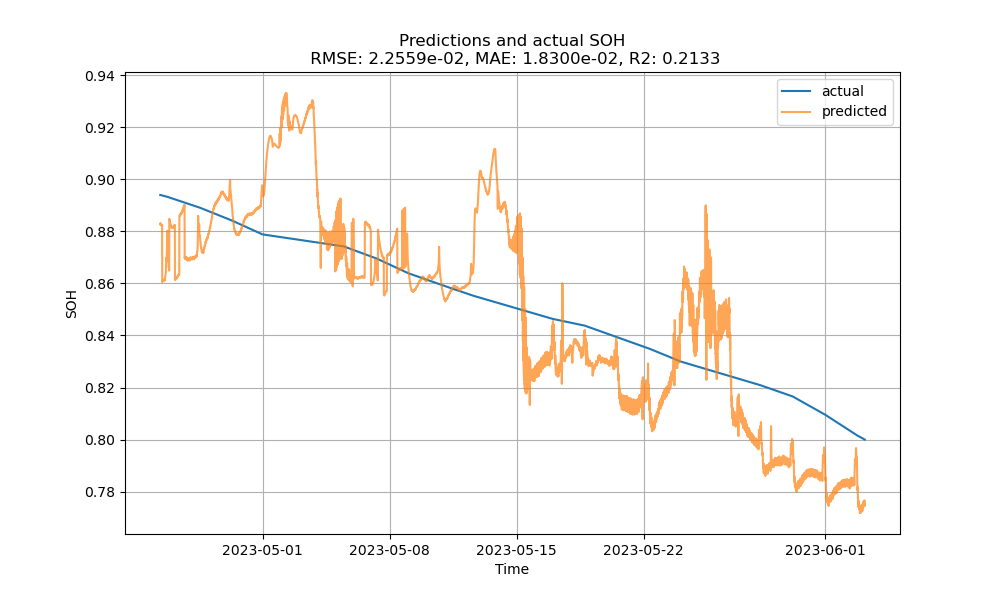 Predictions and actual SOH
RMSE: 2.2559e-02, MAE: 1.8300e-02, R2: 0.2133
actual
predicted
0.94
0.92
0.90
0.88
0.86
0.84
0.82
0.80
0.78
SOH
2023-05-01
2023-05-08
2023-05-15
2023-05-22
2023-06-01
Time